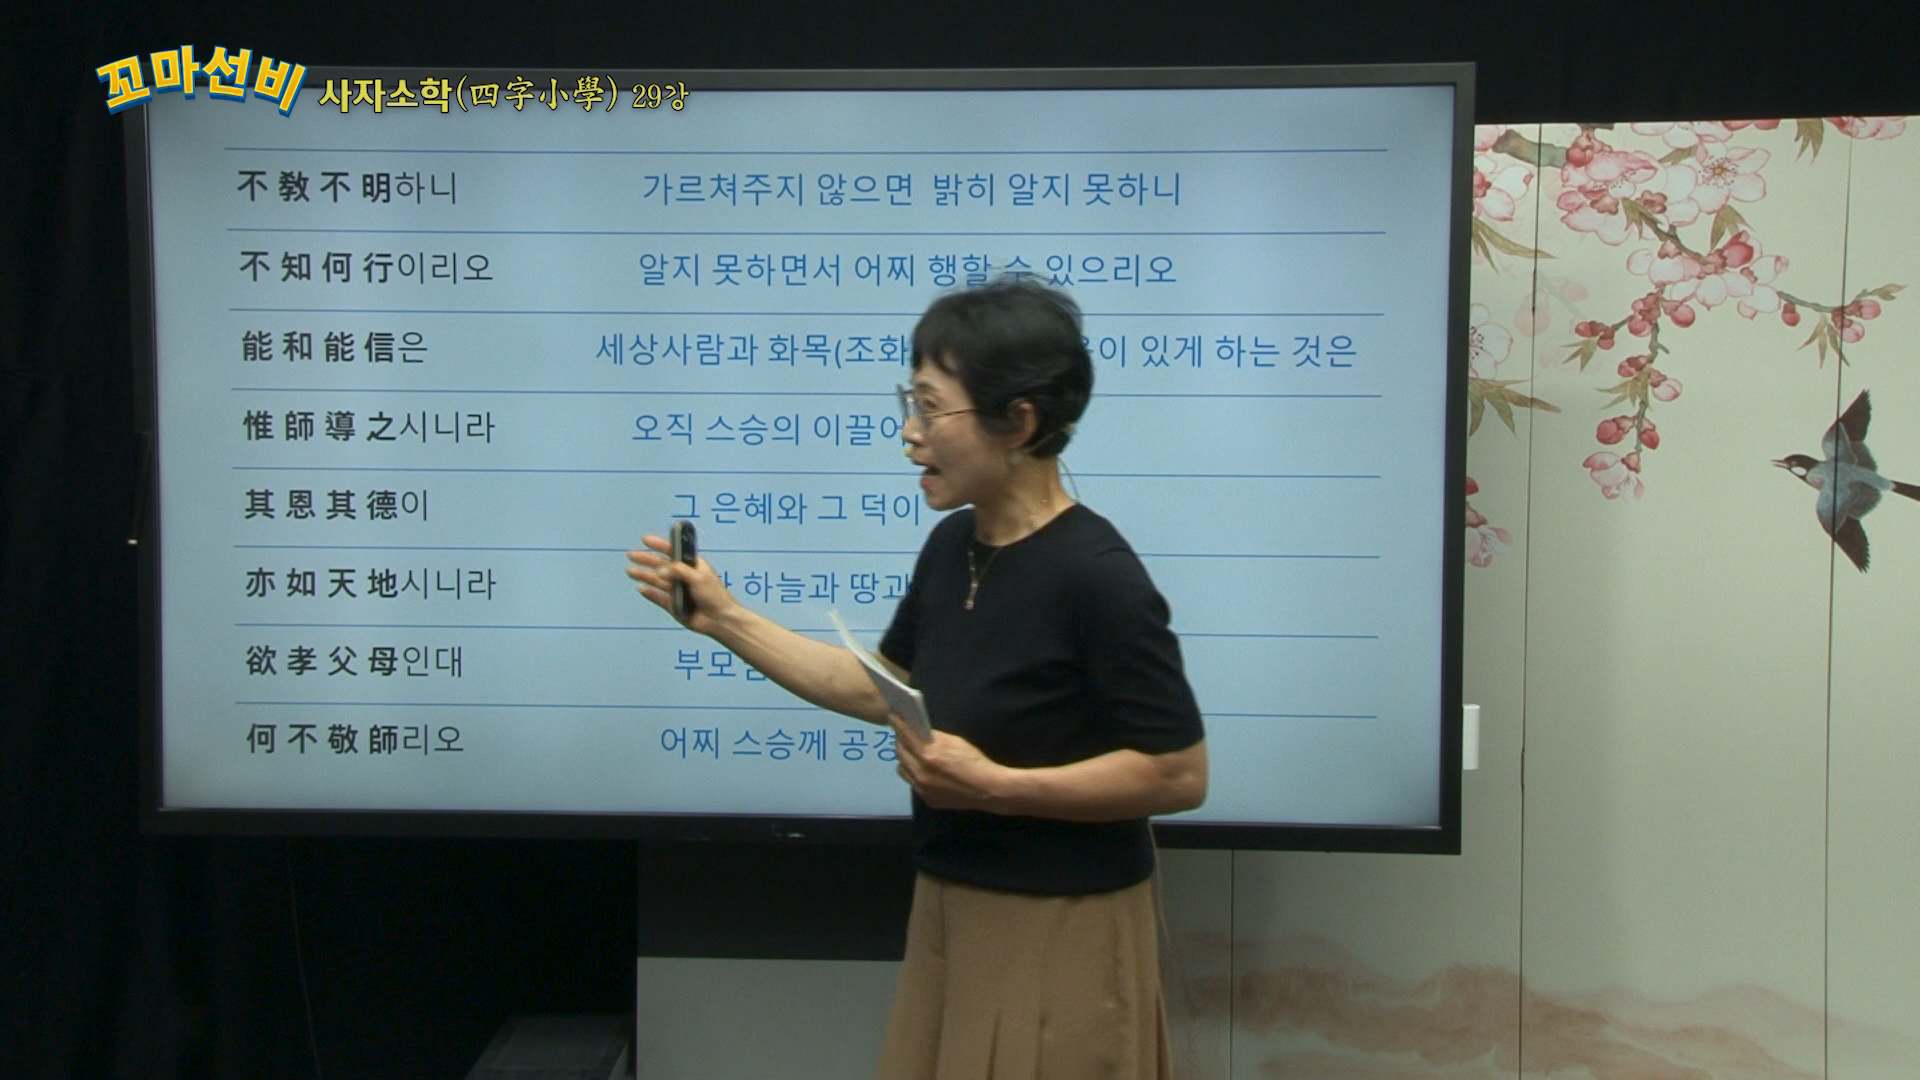 꼬마선비 사자소학(四字小學) 29강
不敎不明하니 가르쳐주지 않으면 밝히 알지 못하니
不知何行이리오 알지 못하면서 어찌 행할 수 있으리오
能和能信은 세상사람과 화목(조화 이 있게 하는 것은
惟師導之시니라 오직 스승의 이끌어
其恩其德이 그 은혜와 그 덕이
亦如天地시니라 하늘과 땅과
欲孝父母인대 부모
何不敬師리오 어찌 스승께 공경